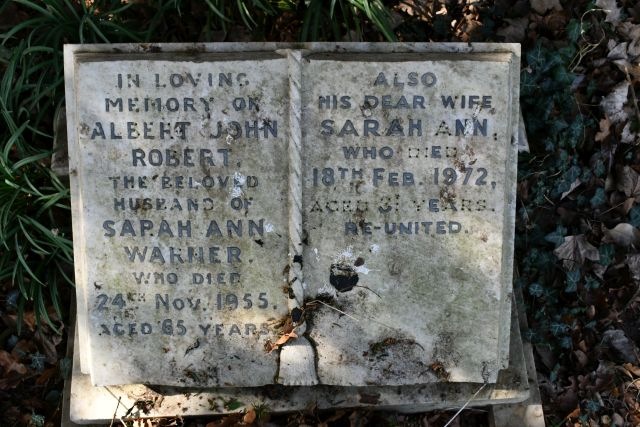 IN LOVING
MEMORY OF
ALBERT JOHN
ROBERT,
THE BELOVED
HUSBAND OF
SARAH ANN
WARNER.
WHO DIED
24TH NOV. 1955.
AGED 65 YEARS.
ALSO
HIS DEAR WIFE
SARAH ANN,
WHO DIED
18TH FEB. 1972,
AGED 81 YEARS.
RE-UNITED.